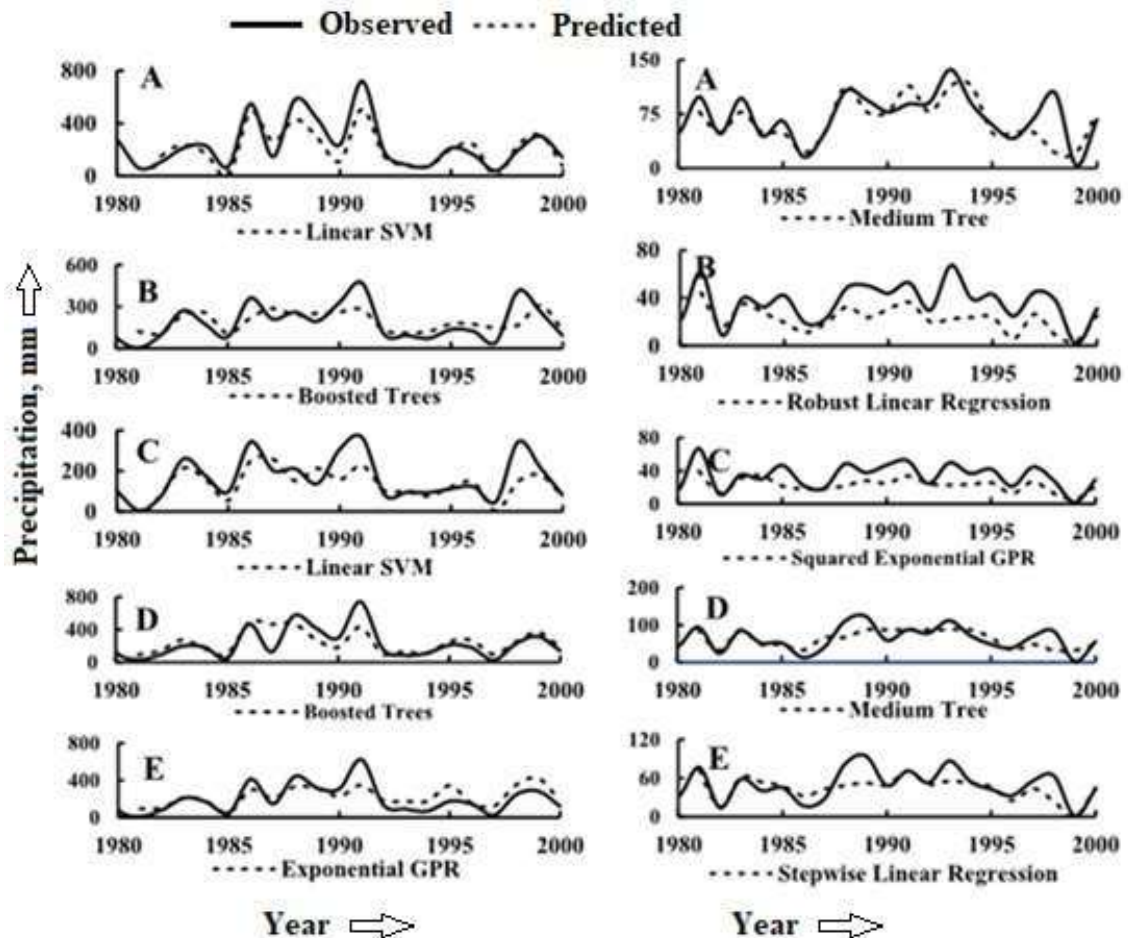 Observed Predicted
Precipitation, mm
A
800
400
0
1980 1985 1990 1995 2000
Linear SVM
B
600
300
0
1980 1985 1990 1995 2000
Boosted Trees
C
400
200
0
1980 1985 1990 1995 2000
Linear SVM
D
800
400
0
1980 1985 1990 1995 2000
Boosted Trees
E
800
400
0
1980 1985 1990 1995 2000
Exponential GPR
Year
A
150
75
0
1980 1985 1990 1995 2000
Medium Tree
B
80
40
0
1980 1985 1990 1995 2000
Robust Linear Regression
C
80
40
0
1980 1985 1990 1995 2000
Squared Exponential GPR
D
200
100
0
1980 1985 1990 1995 2000
Medium Tree
E
120
60
0
1980 1985 1990 1995 2000
Stepwise Linear Regression
Year